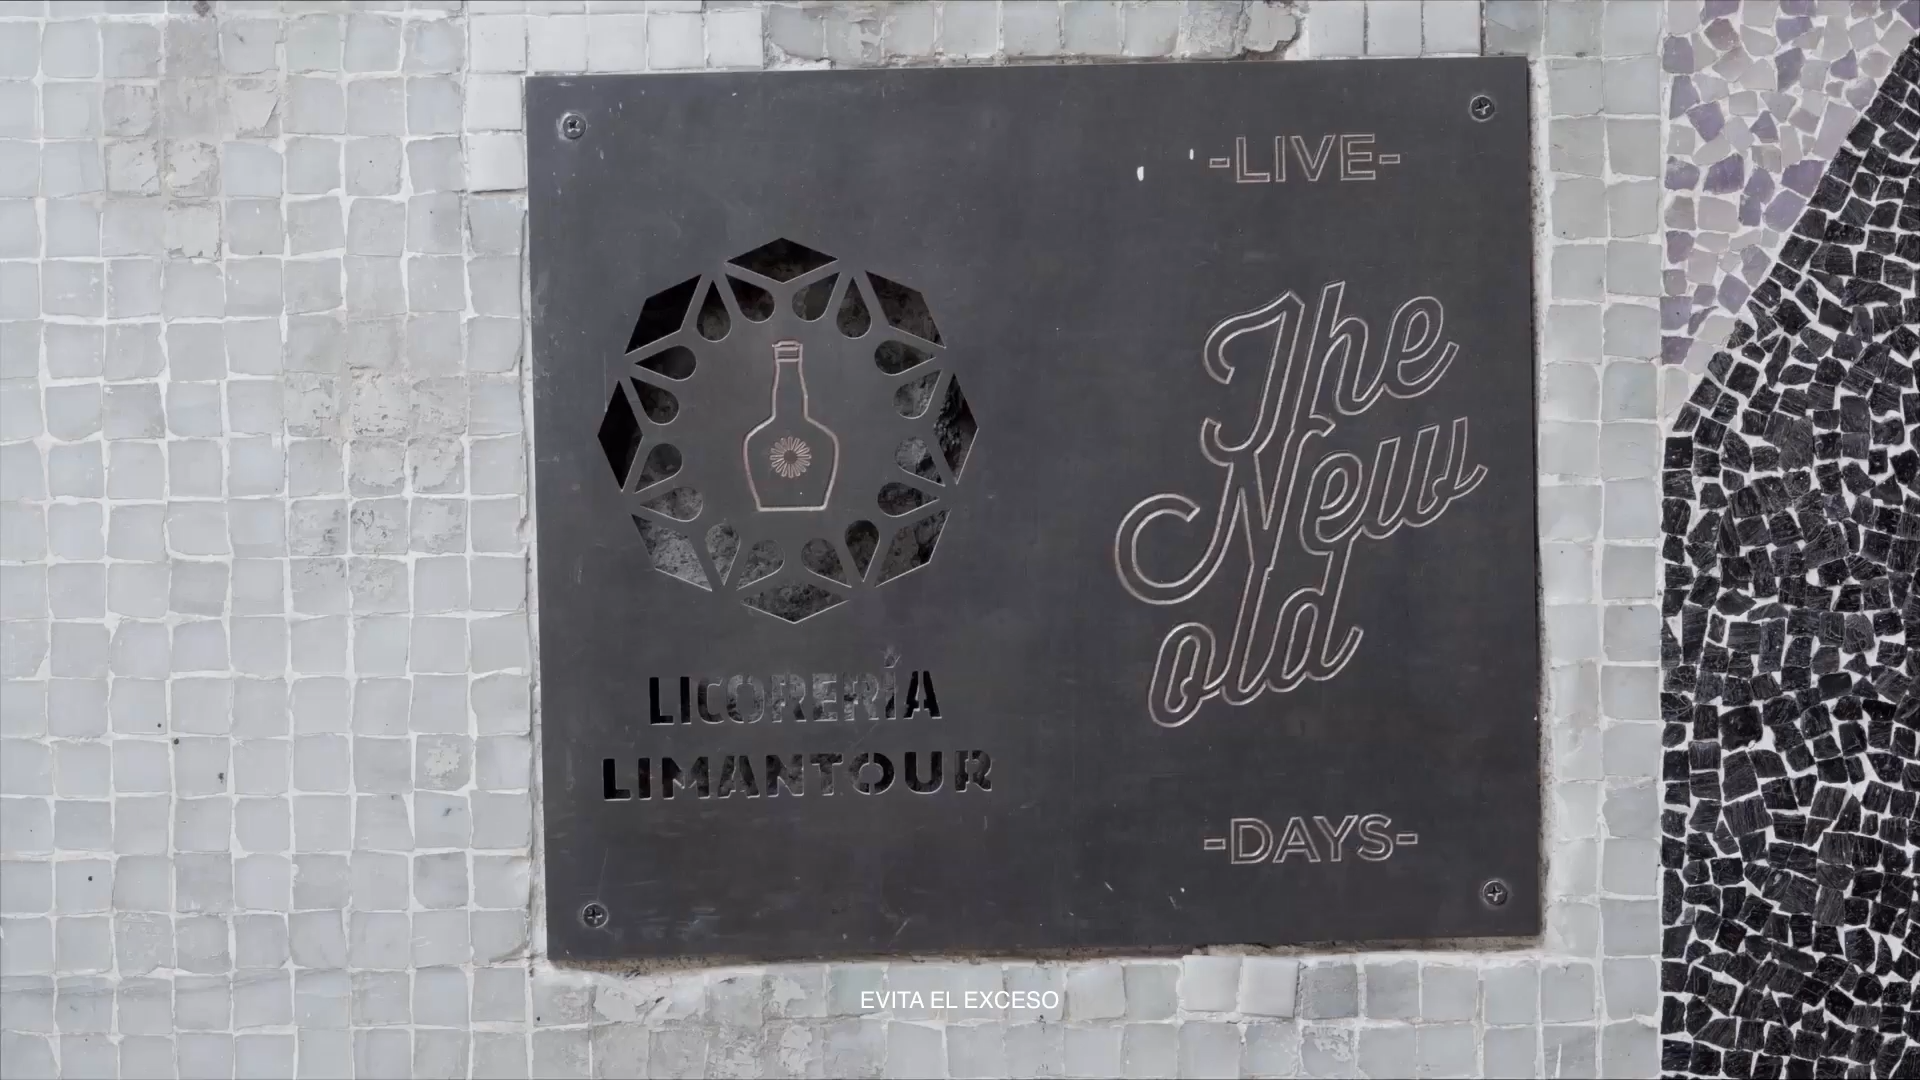 LICORERÍA
LIMANTOUR
-LIVE-
The
New
old
-DAYS-
EVITA EL EXCESO